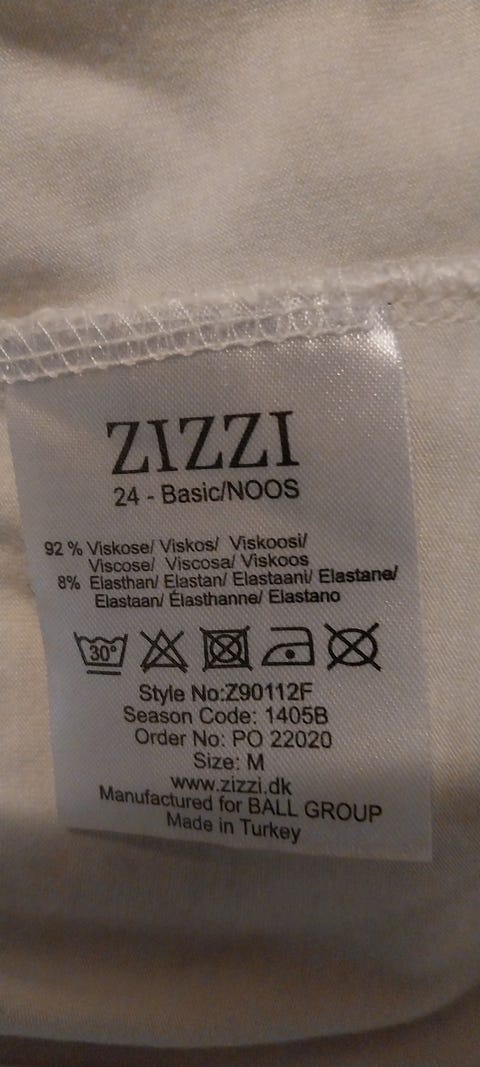 ZIZZI
24 - Basic/NOOS
92 % Viskose/ Viskos/ Viskoosi/
Viscose/ Viscosa/ Viskoos
8% Elasthan/ Elastan/ Elastaani/ Elastane/
Elastaan/ Élasthanne/ Elastano
30°
Style No:Z90112F
Season Code: 1405B
Order No: PO 22020
Size: M
www.zizzi.dk
Manufactured for BALL GROUP
Made in Turkey